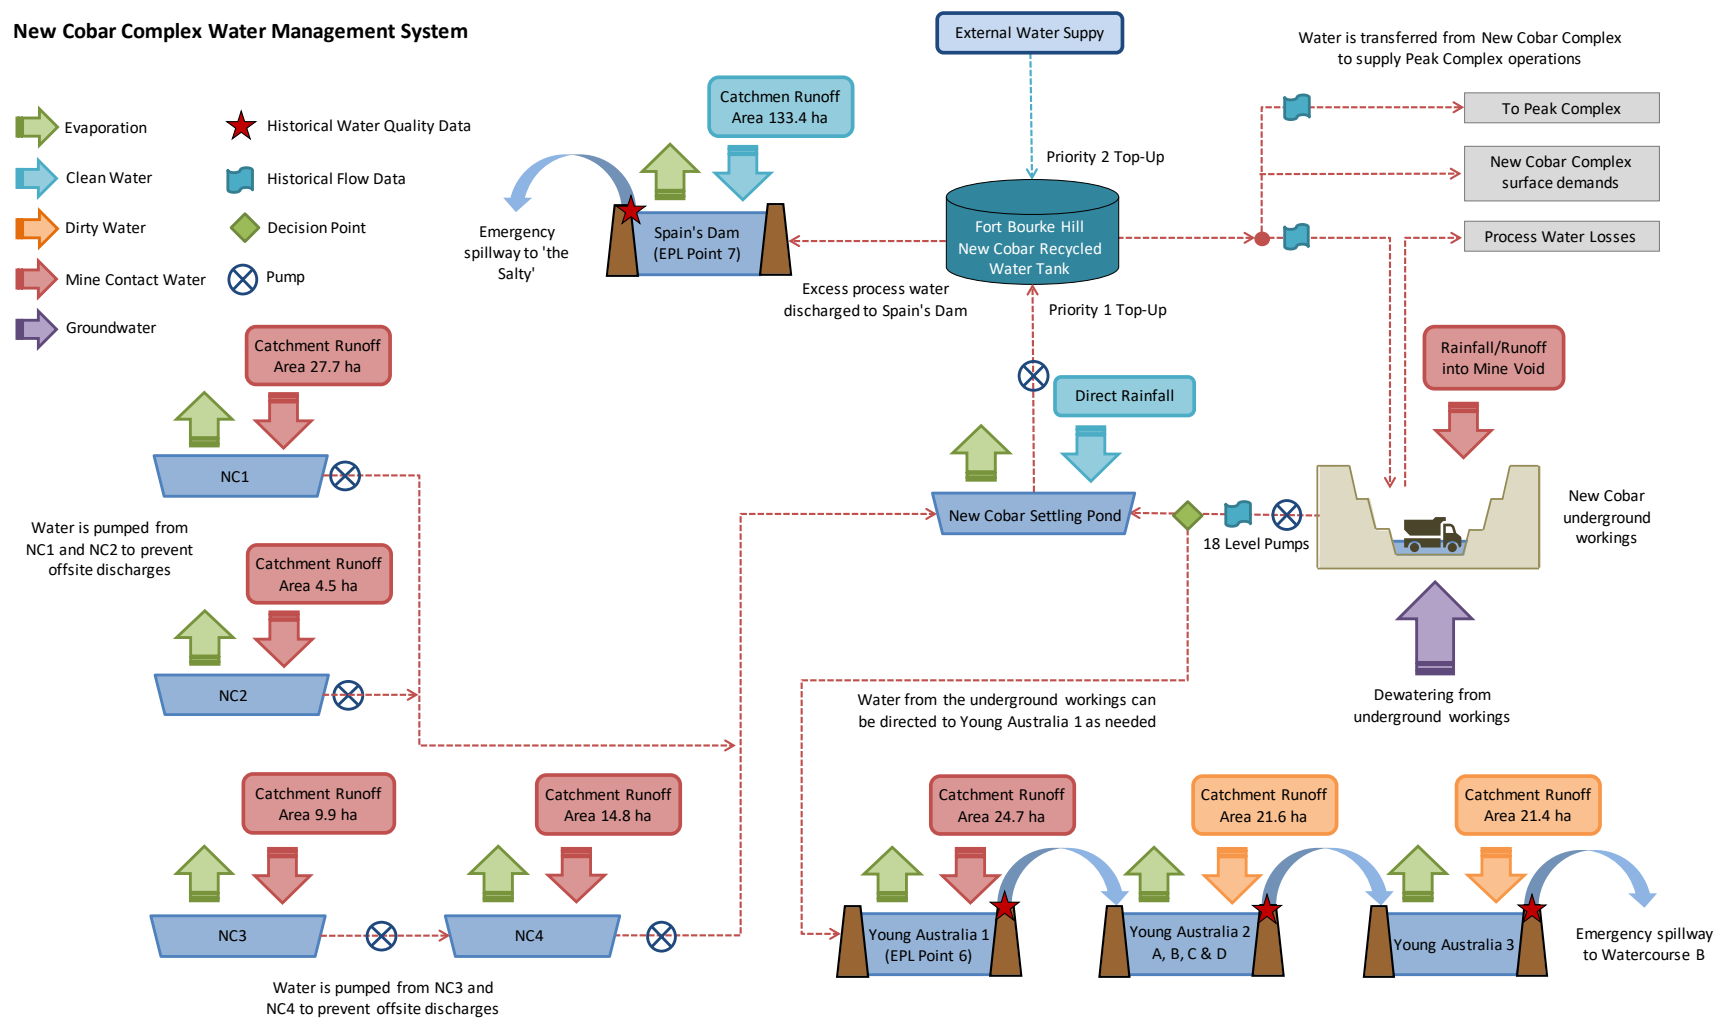 New Cobar Complex Water Management System
External Water Suppy
Water is transferred from New Cobar Complex
to supply Peak Complex operations
Evaporation
Clean Water
Dirty Water
Mine Contact Water
Groundwater
Historical Water Quality Data
Historical Flow Data
Decision Point
Pump
Catchmen Runoff
Area 133.4 ha
Emergency
spillway to 'the
Salty'
Spain's Dam
(EPL Point 7)
Priority 2 Top-Up
Fort Bourke Hill
New Cobar Recycled
Water Tank
Excess process water
discharged to Spain's Dam
Priority 1 Top-Up
To Peak Complex
New Cobar Complex
surface demands
Process Water Losses
Catchment Runoff
Area 27.7 ha
NC1
Water is pumped from
NC1 and NC2 to prevent
offsite discharges
Catchment Runoff
Area 4.5 ha
NC2
Direct Rainfall
New Cobar Settling Pond
18 Level Pumps
Rainfall/Runoff
into Mine Void
New Cobar
underground
workings
Dewatering from
underground workings
Water from the underground workings can
be directed to Young Australia 1 as needed
Catchment Runoff
Area 9.9 ha
NC3
Catchment Runoff
Area 14.8 ha
NC4
Water is pumped from NC3 and
NC4 to prevent offsite discharges
Catchment Runoff
Area 24.7 ha
Young Australia 1
(EPL Point 6)
Catchment Runoff
Area 21.6 ha
Young Australia 2
A, B, C & D
Catchment Runoff
Area 21.4 ha
Young Australia 3
Emergency spillway
to Watercourse B